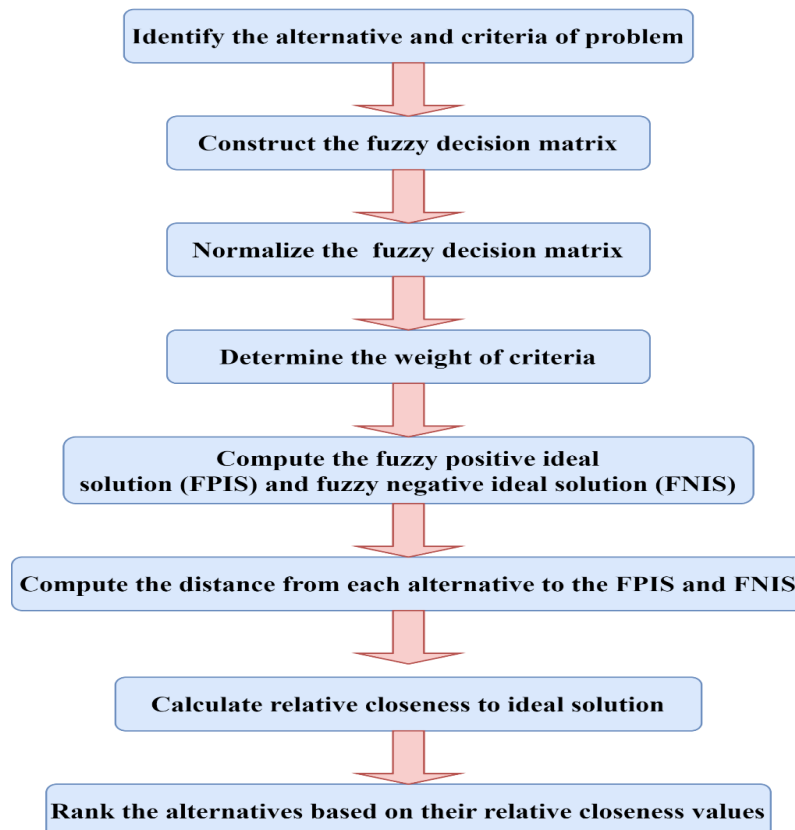 Identify the alternative and criteria of problem
Construct the fuzzy decision matrix
Normalize the fuzzy decision matrix
Determine the weight of criteria
Compute the fuzzy positive ideal
solution (FPIS) and fuzzy negative ideal solution (FNIS)
Compute the distance from each alternative to the FPIS and FNIS
Calculate relative closeness to ideal solution
Rank the alternatives based on their relative closeness values